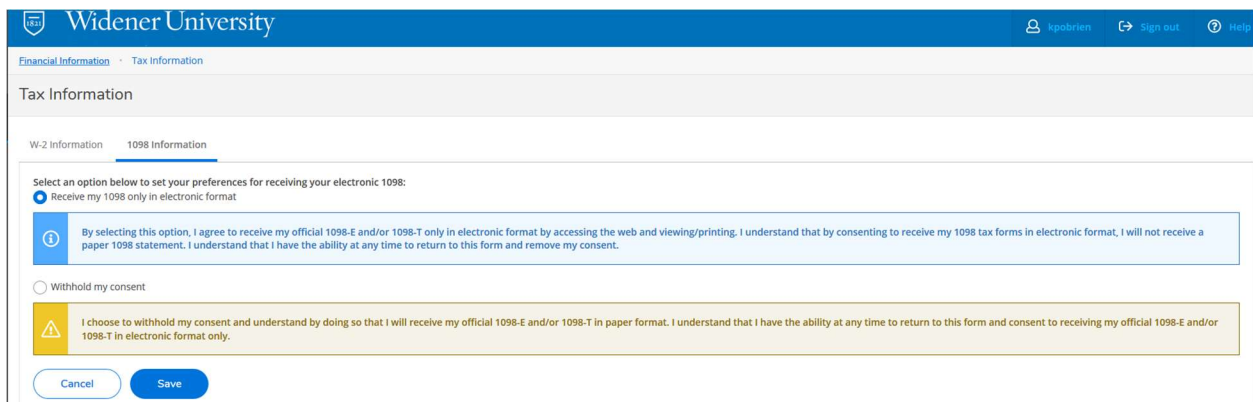 1821 Widener University kpobrien Sign out Help
Financial Information • Tax Information
Tax Information
W-2 Information 1098 Information
Select an option below to set your preferences for receiving your electronic 1098:
Receive my 1098 only in electronic format
By selecting this option, I agree to receive my official 1098-E and/or 1098-T only in electronic format by accessing the web and viewing/printing. I understand that by consenting to receive my 1098 tax forms in electronic format, I will not receive a
paper 1098 statement. I understand that I have the ability at any time to return to this form and remove my consent.
Withhold my consent
I choose to withhold my consent and understand by doing so that I will receive my official 1098-E and/or 1098-T in paper format. I understand that I have the ability at any time to return to this form and consent to receiving my official 1098-E and/or
1098-T in electronic format only.
Cancel Save